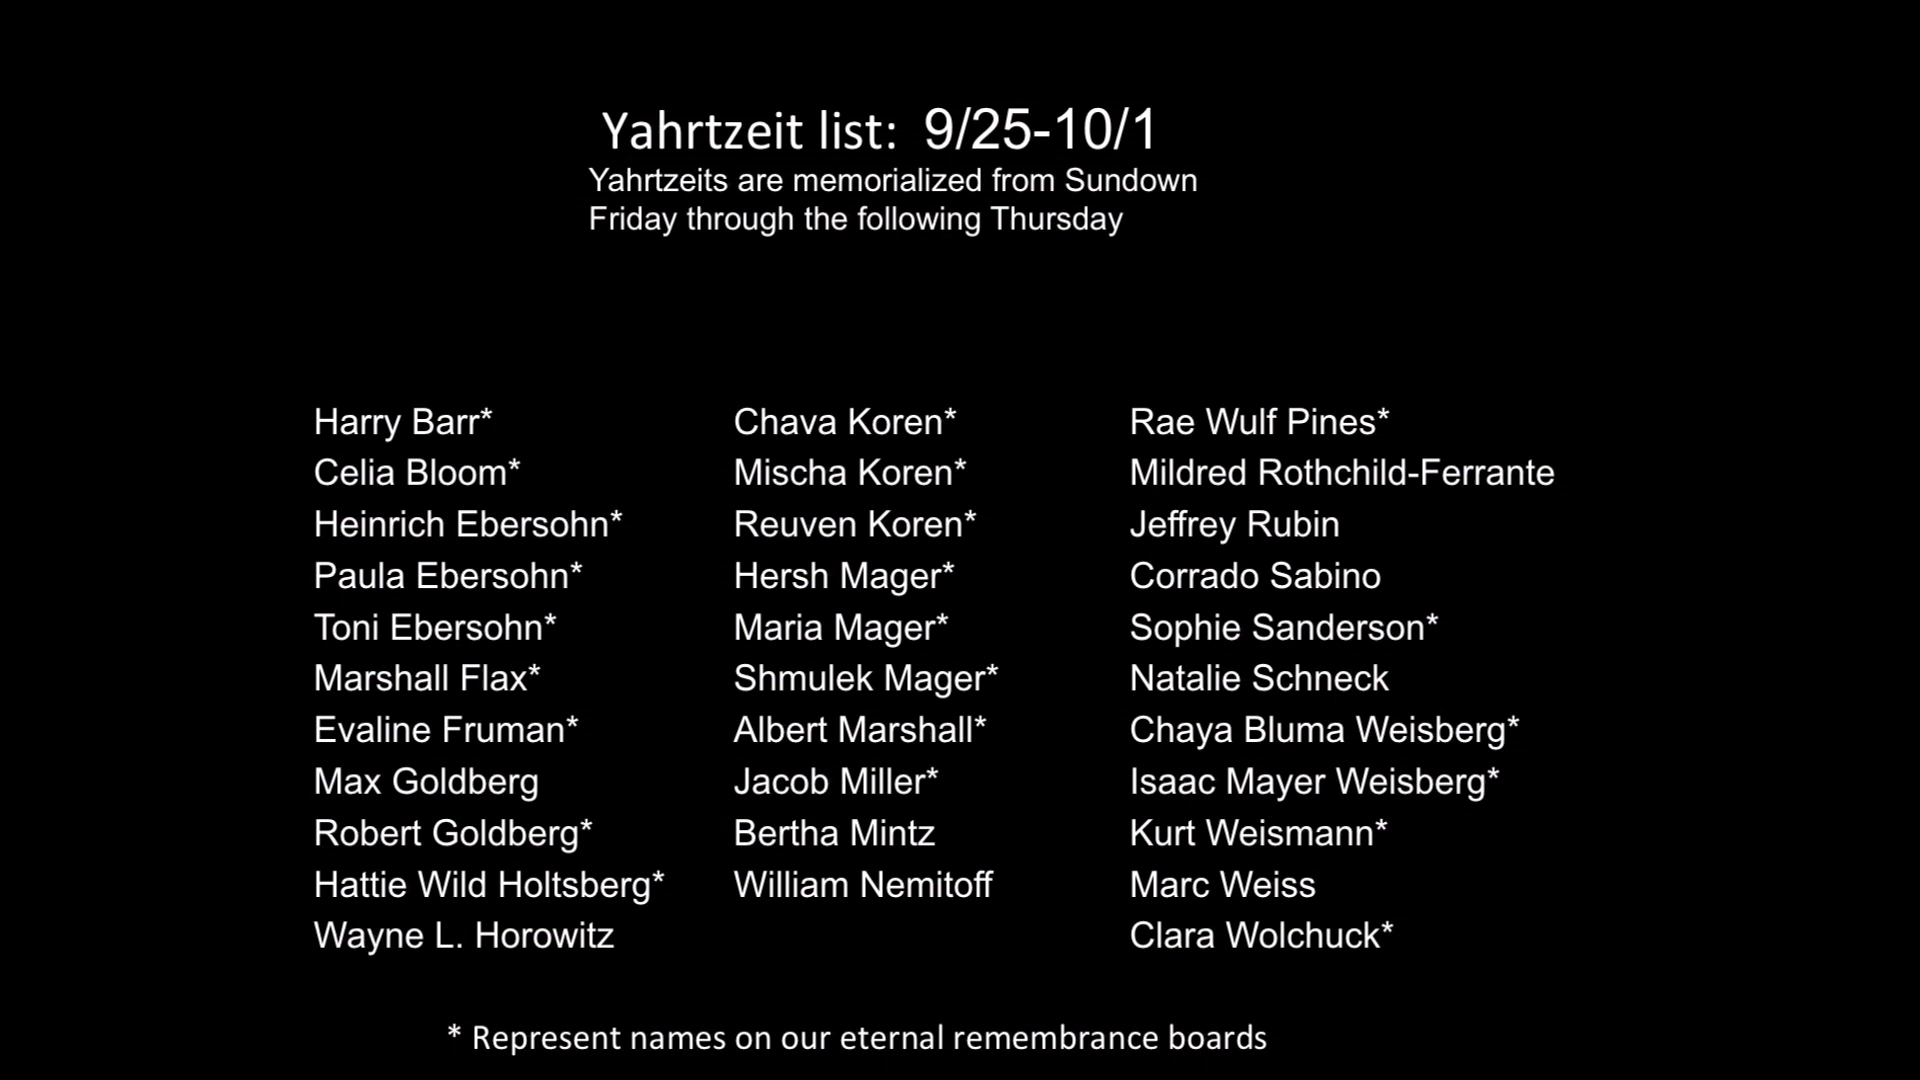 Yahrtzeit list: 9/25-10/1
Yahrtzeits are memorialized from Sundown
Friday through the following Thursday
Harry Barr*
Celia Bloom*
Heinrich Ebersohn*
Paula Ebersohn*
Toni Ebersohn*
Marshall Flax*
Evaline Fruman*
Max Goldberg
Robert Goldberg*
Hattie Wild Holtsberg*
Wayne L. Horowitz
Chava Koren*
Mischa Koren*
Reuven Koren*
Hersh Mager*
Maria Mager*
Shmulek Mager*
Albert Marshall*
Jacob Miller*
Bertha Mintz
William Nemitoff
Rae Wulf Pines*
Mildred Rothchild-Ferrante
Jeffrey Rubin
Corrado Sabino
Sophie Sanderson*
Natalie Schneck
Chaya Bluma Weisberg*
Isaac Mayer Weisberg*
Kurt Weismann*
Marc Weiss
Clara Wolchuck*
* Represent names on our eternal remembrance boards